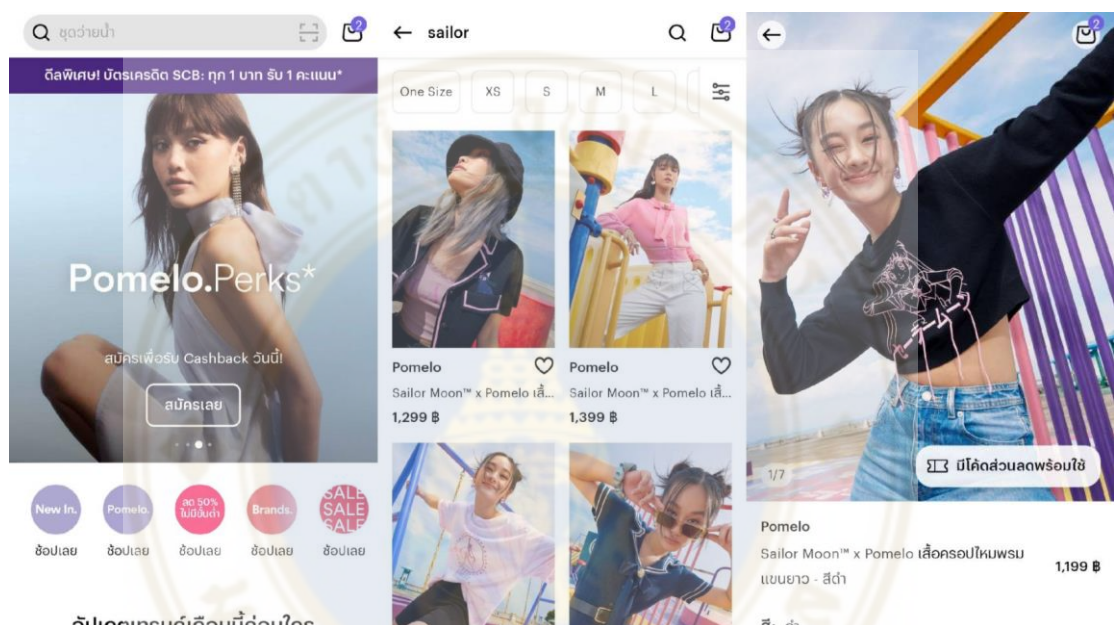 ชุดว่ายน้ำ
2
ดีลพิเศษ! บัตรเครดิต SCB: ทุก 1 บาท รับ 1 คะแนน*
Pomelo.Perks*
สมัครเพื่อรับ Cashback วันนี้!
สมัครเลย
New In.
Pomelo.
ลด 50%
ไม่มีขั้นต่ำ
Brands.
SALE
SALE
SALE
ช้อปเลย
ช้อปเลย
ช้อปเลย
ช้อปเลย
ช้อปเลย
sailor
2
One Size
XS
S
M
L
Pomelo
Sailor Moon™ x Pomelo เสื้...
1,299 ฿
Pomelo
Sailor Moon™ x Pomelo เสื้...
1,399 ฿
2
セーラームーン
1/7
มีโค้ดส่วนลดพร้อมใช้
Pomelo
Sailor Moon™ x Pomelo เสื้อครอปไหมพรม
แขนยาว - สีดำ
1,199 ฿